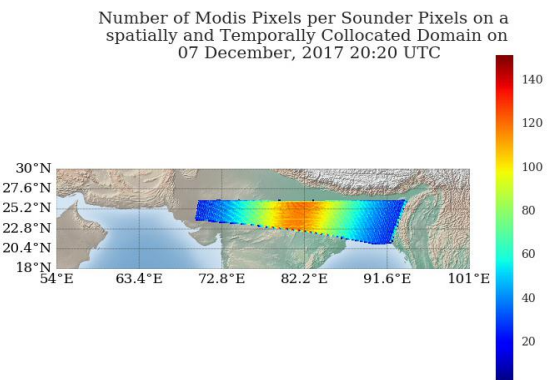 Number of Modis Pixels per Sounder Pixels on a
spatially and Temporally Collocated Domain on
07 December, 2017 20:20 UTC
140
120
100
80
60
40
20
30°N
27.6°N
25.2°N
22.8°N
20.4°N
18°N
54°E 63.4°E 72.8°E 82.2°E 91.6°E 101°E